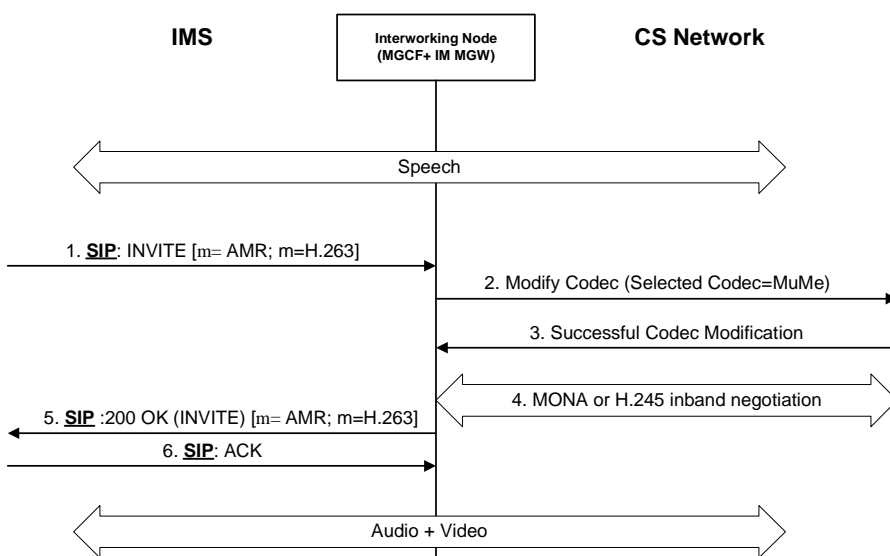 IMS
Interworking Node
(MGCF+ IM MGW)
CS Network
Speech
1. SIP: INVITE [m= AMR; m=H.263]
2. Modify Codec (Selected Codec=MuMe)
3. Successful Codec Modification
4. MONA or H.245 inband negotiation
5. SIP :200 OK (INVITE) [m= AMR; m=H.263]
6. SIP: ACK
Audio + Video